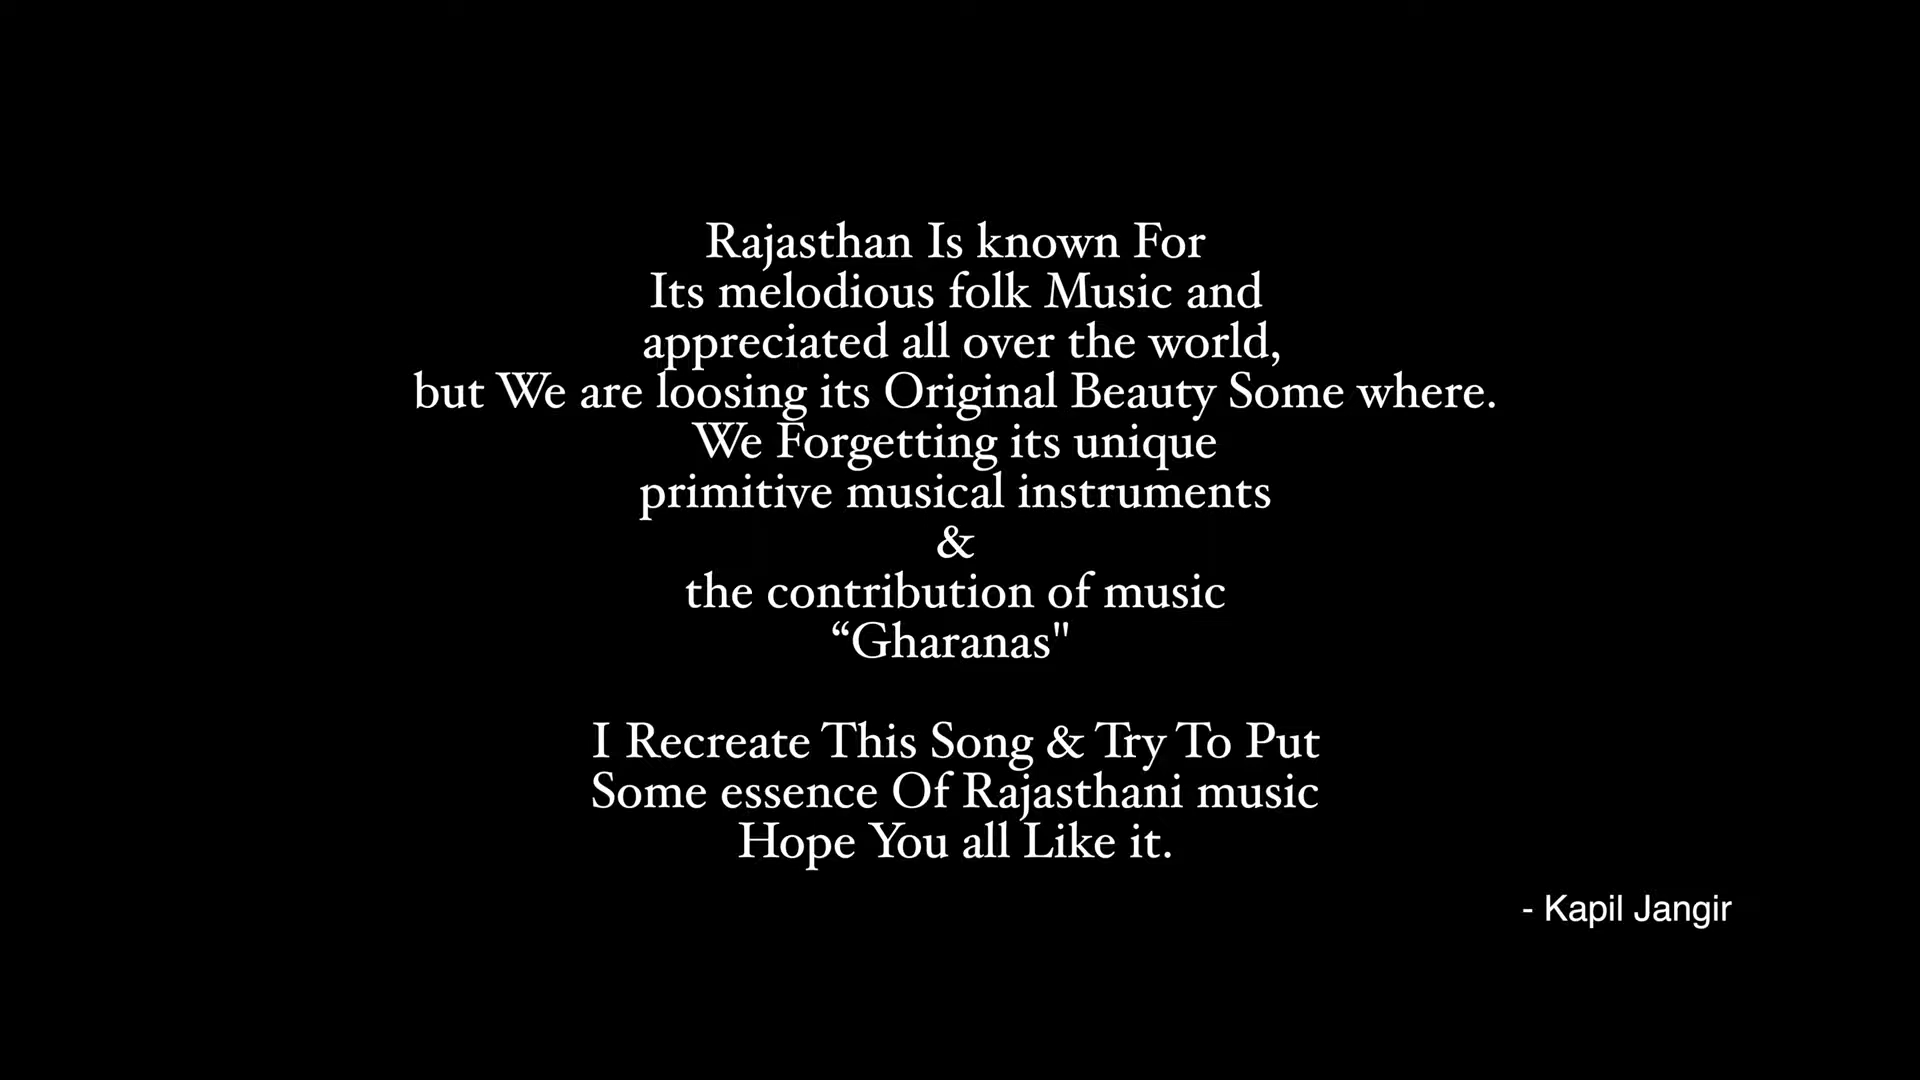 Rajasthan Is known For
Its melodious folk Music and
appreciated all over the world,
but We are loosing its Original Beauty Some where.
We Forgetting its unique
primitive musical instruments
&
the contribution of music
“Gharanas"
I Recreate This Song & Try To Put
Some essence Of Rajasthani music
Hope You all Like it.
- Kapil Jangir